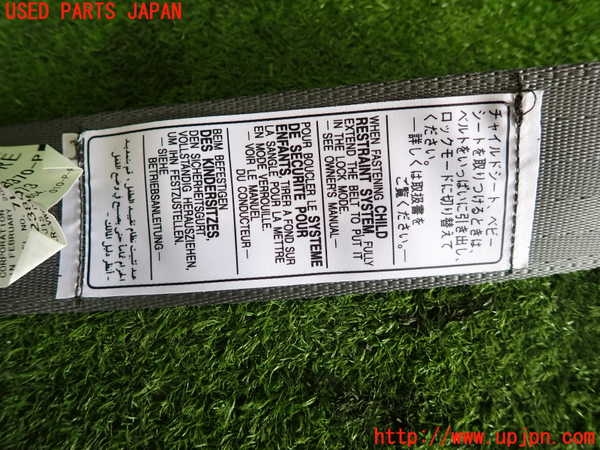 USED PARTS JAPAN
チャイルドシート、ベビー
シートを取りつけるときは、
ベルトをいっぱいに引き出し、
ロックモードに切り替えて
ください。
―詳しくは取扱書を
ご覧ください。―
WHEN FASTENING CHILD
RESTRAINT SYSTEM, FULLY
EXTEND THE BELT TO PUT IT
IN THE LOCK MODE.
— SEE OWNER'S MANUAL —
POUR BOUCLER LE SYSTEME
DE SECURITE POUR
ENFANTS, TIRER A FOND SUR
LA SANGLE POUR LA METTRE
EN MODE VERROUILLE.
— VOIR LE MANUEL
DU CONDUCTEUR —
BEIM BEFESTIGEN
DES KINDERSITZES,
DEN SICHERHEITSGURT
VOLLSTÄNDIG HERAUSZIEHEN,
UM IHN FESTZUSTELLEN.
— SIEHE
BETRIEBSANLEITUNG —
010-P
http://www.upjpn.com/